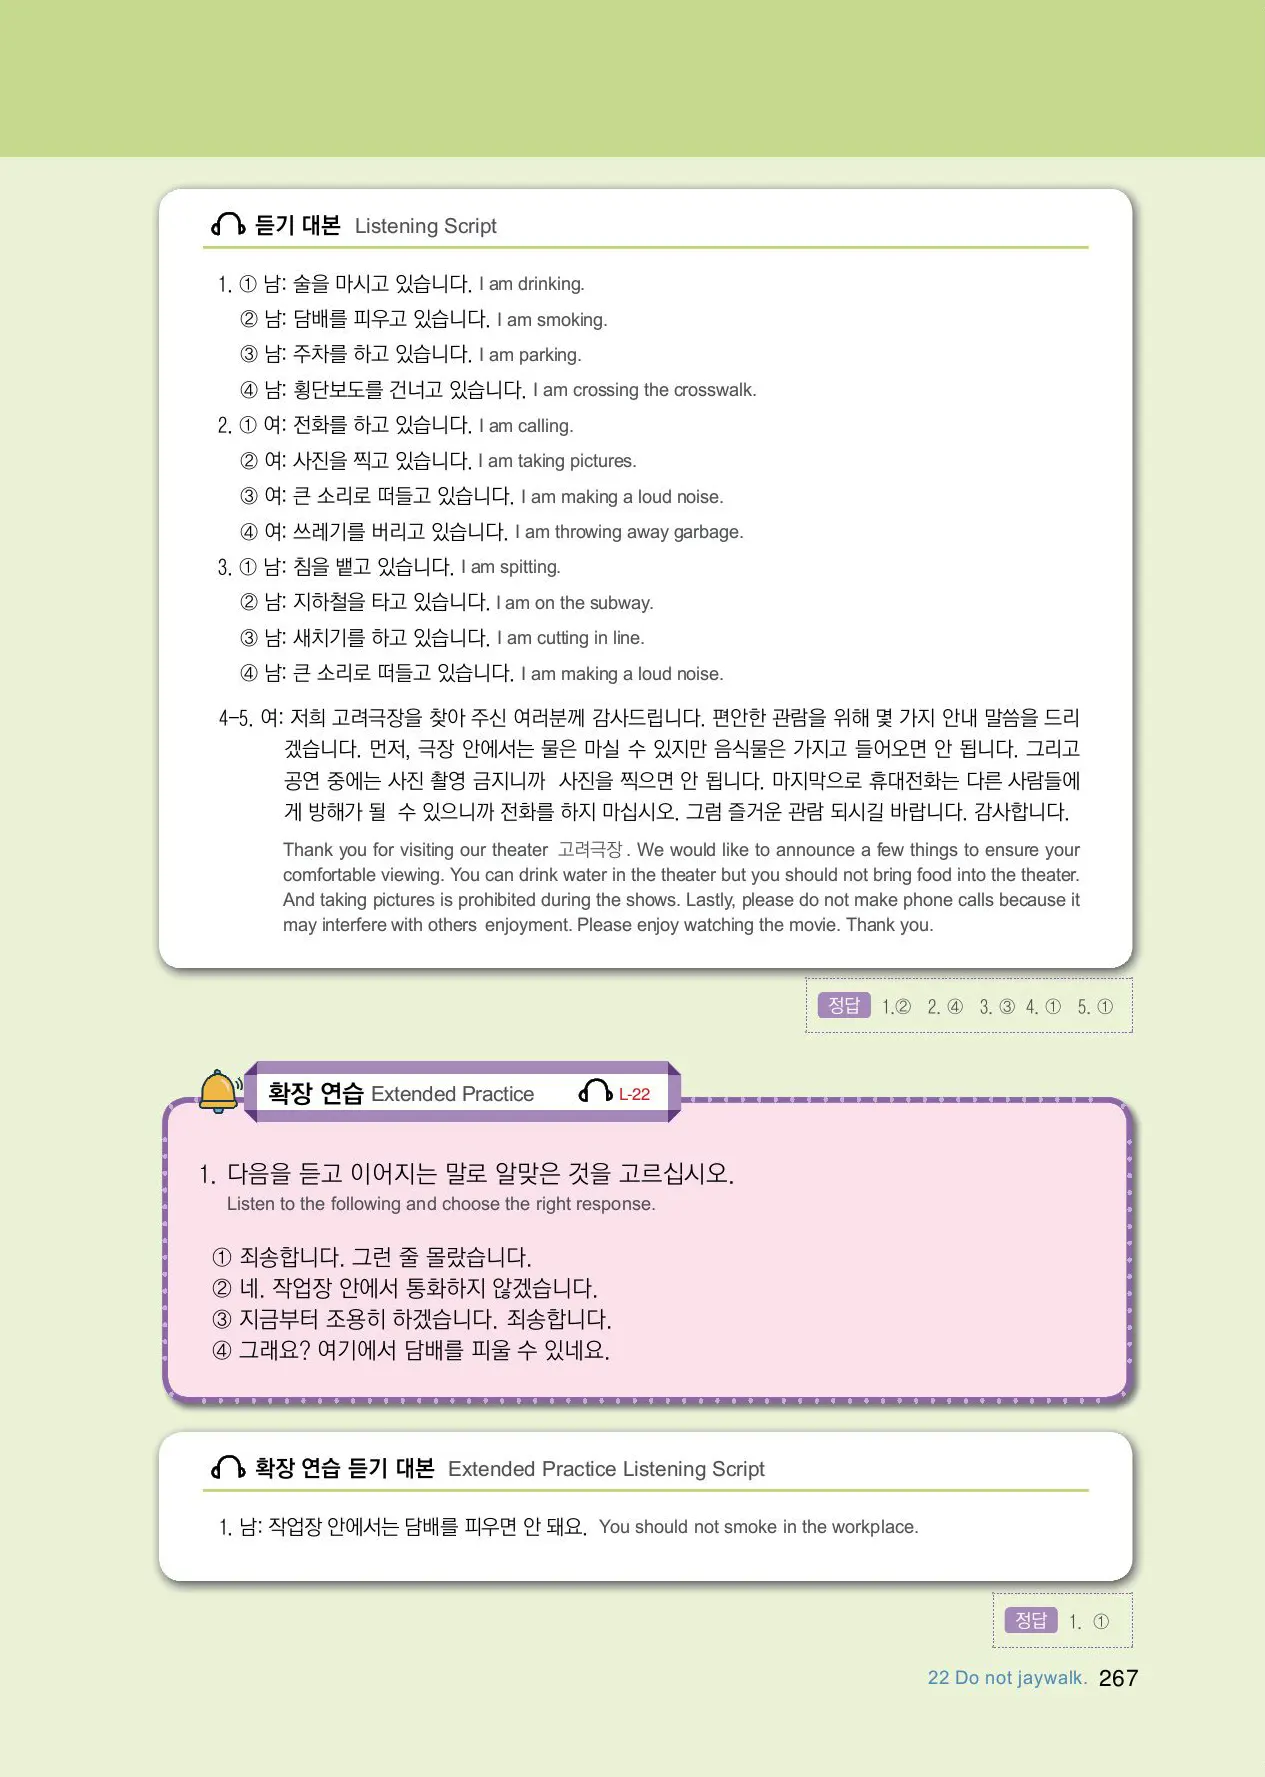 듣기 대본 Listening Script
1. ① 남: 술을 마시고 있습니다. I am drinking.
② 남: 담배를 피우고 있습니다. I am smoking.
③ 남: 주차를 하고 있습니다. I am parking.
④ 남: 횡단보도를 건너고 있습니다. I am crossing the crosswalk.
2. ① 여: 전화를 하고 있습니다. I am calling.
② 여: 사진을 찍고 있습니다. I am taking pictures.
③ 여: 큰 소리로 떠들고 있습니다. I am making a loud noise.
④ 여: 쓰레기를 버리고 있습니다. I am throwing away garbage.
3. ① 남: 침을 뱉고 있습니다. I am spitting.
② 남: 지하철을 타고 있습니다. I am on the subway.
③ 남: 새치기를 하고 있습니다. I am cutting in line.
④ 남: 큰 소리로 떠들고 있습니다. I am making a loud noise.
4-5. 여: 저희 고려극장을 찾아 주신 여러분께 감사드립니다. 편안한 관람을 위해 몇 가지 안내 말씀을 드리
겠습니다. 먼저, 극장 안에서는 물은 마실 수 있지만 음식물은 가지고 들어오면 안 됩니다. 그리고
공연 중에는 사진 촬영 금지니까 사진을 찍으면 안 됩니다. 마지막으로 휴대전화는 다른 사람들에
게 방해가 될 수 있으니까 전화를 하지 마십시오. 그럼 즐거운 관람 되시길 바랍니다. 감사합니다.
Thank you for visiting our theater 고려극장. We would like to announce a few things to ensure your
comfortable viewing. You can drink water in the theater but you should not bring food into the theater.
And taking pictures is prohibited during the shows. Lastly, please do not make phone calls because it
may interfere with others enjoyment. Please enjoy watching the movie. Thank you.
정답 1.② 2. ④ 3. ③ 4. ① 5. ①
확장 연습 Extended Practice L-22
1. 다음을 듣고 이어지는 말로 알맞은 것을 고르십시오.
Listen to the following and choose the right response.
① 죄송합니다. 그런 줄 몰랐습니다.
② 네. 작업장 안에서 통화하지 않겠습니다.
③ 지금부터 조용히 하겠습니다. 죄송합니다.
④ 그래요? 여기에서 담배를 피울 수 있네요.
확장 연습 듣기 대본 Extended Practice Listening Script
1. 남: 작업장 안에서는 담배를 피우면 안 돼요. You should not smoke in the workplace.
정답 1. ①
22 Do not jaywalk. 267